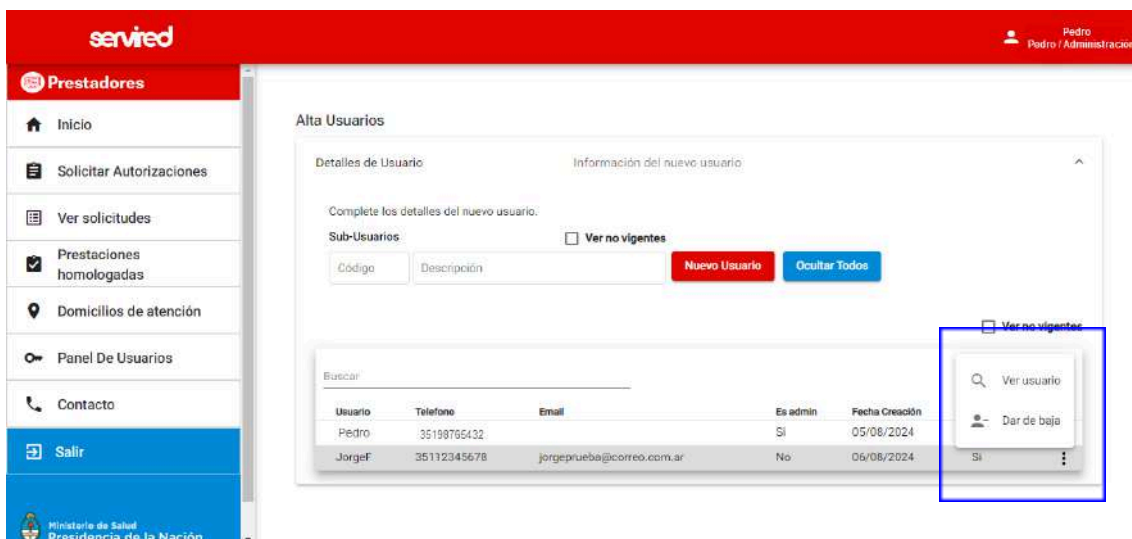 servired
Pedro
Pedro / Administración
Prestadores
Inicio
Solicitar Autorizaciones
Ver solicitudes
Prestaciones
homologadas
Domicilios de atención
Panel De Usuarios
Contacto
Salir
Ministerio de Salud
Presidencia de la Nación
Alta Usuarios
Detalles de Usuario Información del nuevo usuario
Complete los detalles del nuevo usuario.
Sub-Usuarios Ver no vigentes
Código Descripción Nuevo Usuario Ocultar Todos
Ver no vigentes
Buscar
Usuario Telefono Email Es admin Fecha Creación
Pedro 35198765432 Si 05/08/2024
JorgeF 35112345678 jorgeprueba@correo.com.ar No 06/08/2024 Si
Ver usuario
Dar de baja